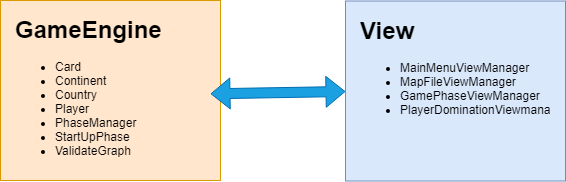 GameEngine
Card
Continent
Country
Player
PhaseManager
StartUpPhase
ValidateGraph
View
MainMenuViewManager
MapFileViewManager
GamePhaseViewManager
PlayerDominationViewmana